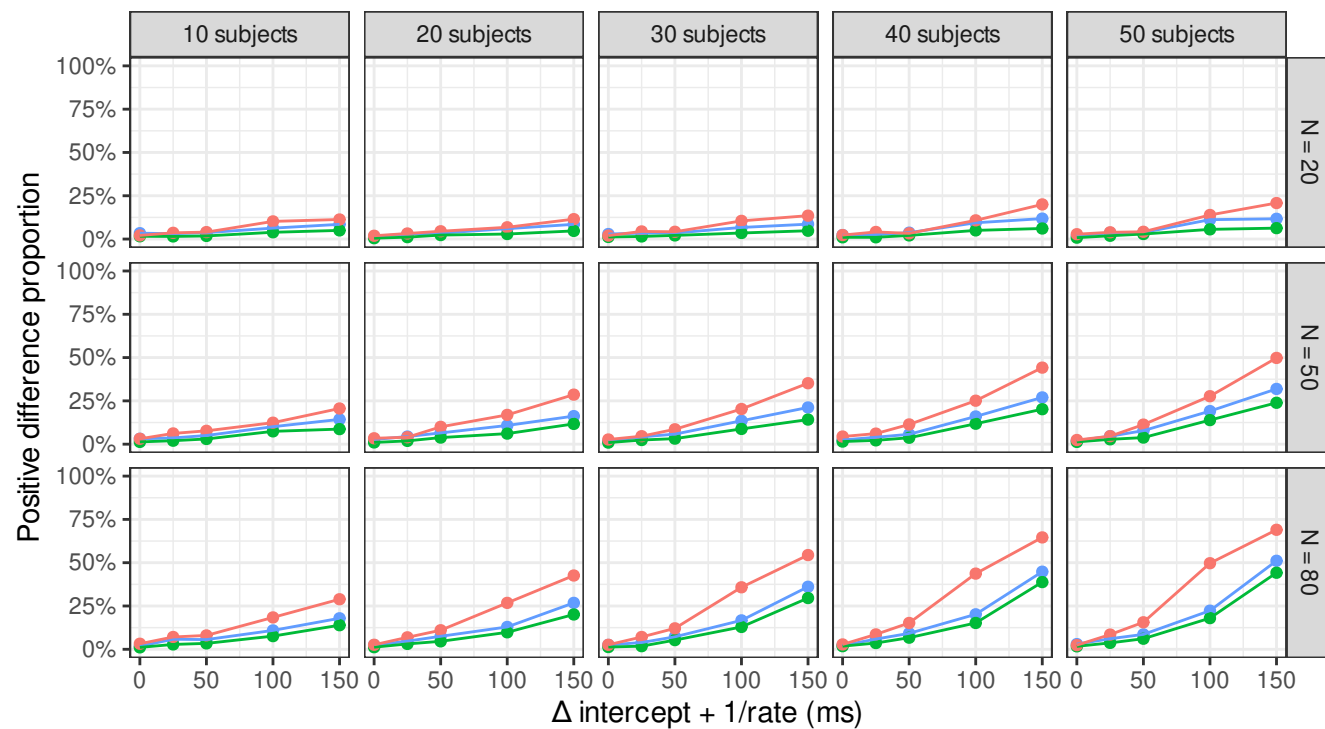 10 subjects 20 subjects 30 subjects 40 subjects 50 subjects
Positive difference proportion
100%
75%
50%
25%
0%
N = 20
100%
75%
50%
25%
0%
N = 50
100%
75%
50%
25%
0%
N = 80
0 50 100 150 0 50 100 150 0 50 100 150 0 50 100 150 0 50 100 150
Δ intercept + 1/rate (ms)